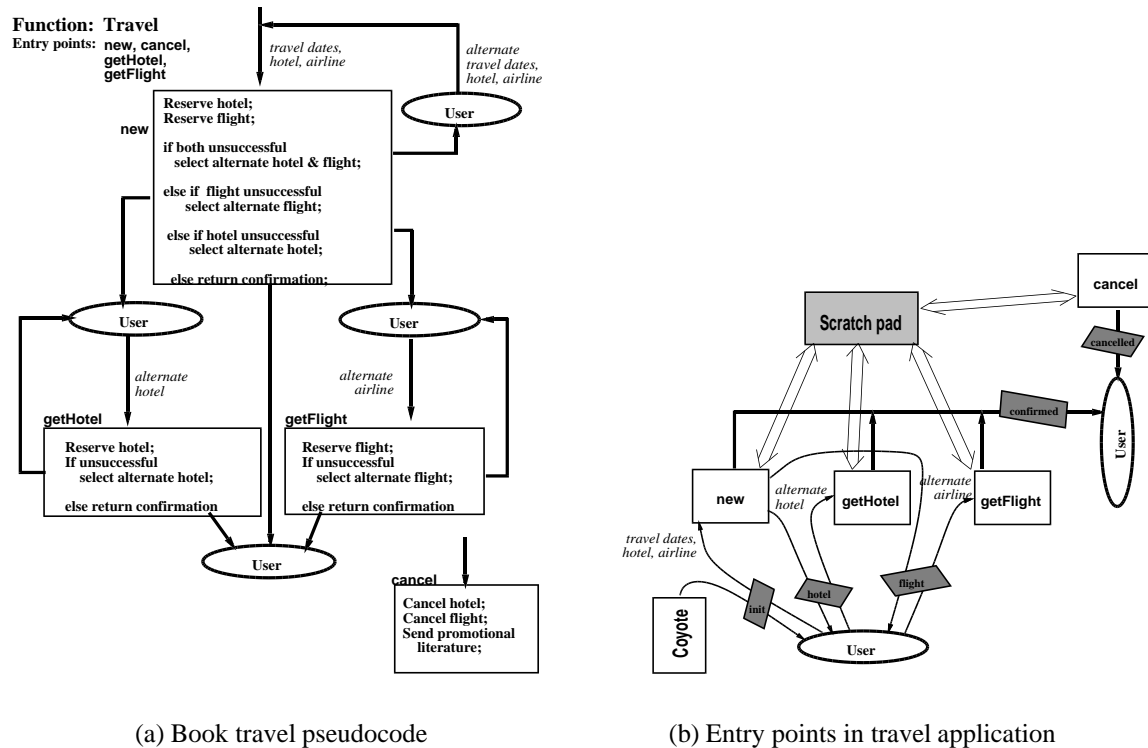 Function: Travel
Entry points: new, cancel,
getHotel,
getFlight
travel dates,
hotel, airline
alternate
travel dates,
hotel, airline
User
new
Reserve hotel;
Reserve flight;
if both unsuccessful
select alternate hotel & flight;
else if flight unsuccessful
select alternate flight;
else if hotel unsuccessful
select alternate hotel;
else return confirmation;
User
User
alternate
hotel
alternate
airline
getHotel
Reserve hotel;
If unsuccessful
select alternate hotel;
else return confirmation
getFlight
Reserve flight;
If unsuccessful
select alternate flight;
else return confirmation
User
cancel
Cancel hotel;
Cancel flight;
Send promotional
literature;
(a) Book travel pseudocode
cancel
Scratch pad
cancelled
confirmed
User
new
alternate
hotel
getHotel
alternate
airline
getFlight
travel dates,
hotel, airline
Coyote
init
hotel
flight
User
(b) Entry points in travel application